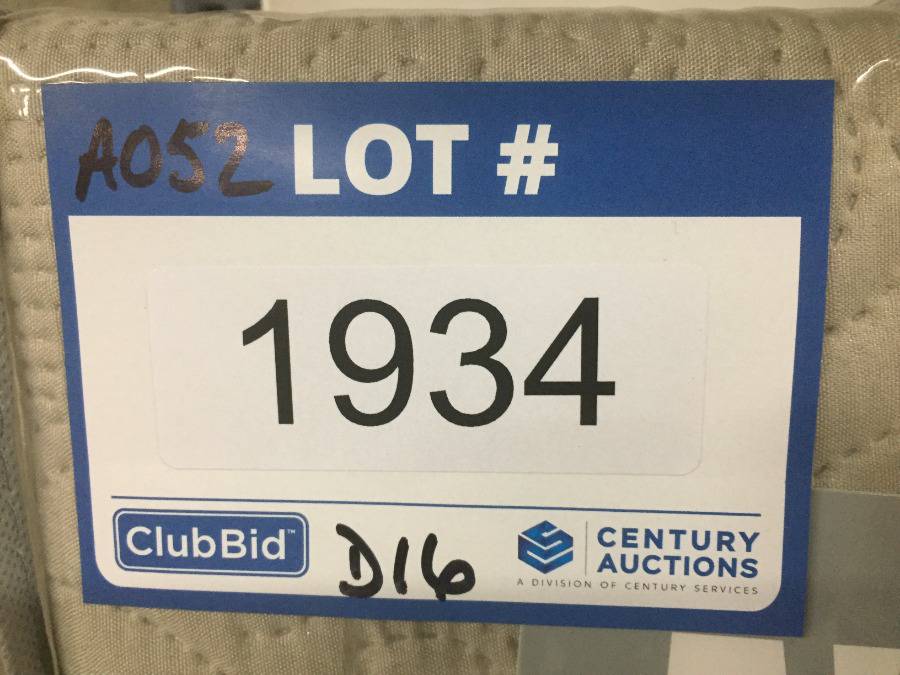 A052 LOT #
1934
ClubBid™
D16
CENTURY
AUCTIONS
A DIVISION OF CENTURY SERVICES